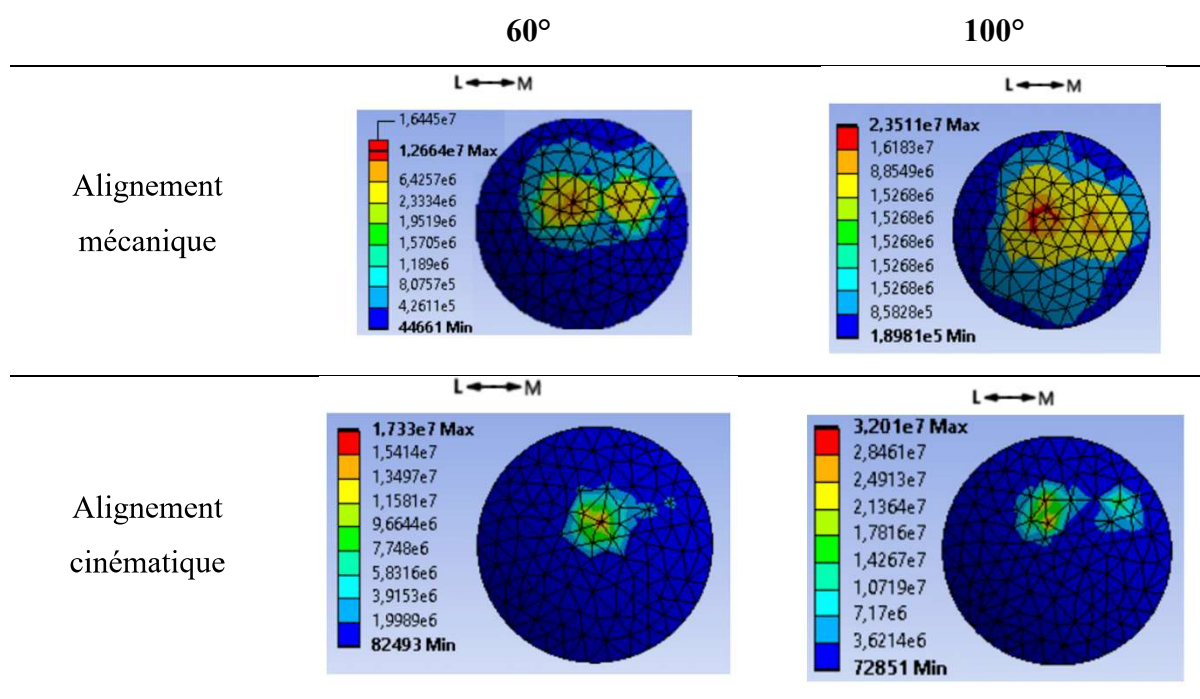 60°
100°
L M
L M
Alignement
mécanique
1,6445e7
1,2664e7 Max
6,4257e6
2,3334e6
1,9519e6
1,5705e6
1,189e6
8,0757e5
4,2611e5
44661 Min
2,3511e7 Max
1,6183e7
8,8549e6
1,5268e6
1,5268e6
1,5268e6
1,5268e6
1,5268e6
8,5828e5
1,8981e5 Min
L M
L M
Alignement
cinématique
1,733e7 Max
1,5414e7
1,3497e7
1,1581e7
9,6644e6
7,748e6
5,8316e6
3,9153e6
1,9989e6
82493 Min
3,201e7 Max
2,8461e7
2,4913e7
2,1364e7
1,7816e7
1,4267e7
1,0719e7
7,17e6
3,6214e6
72851 Min